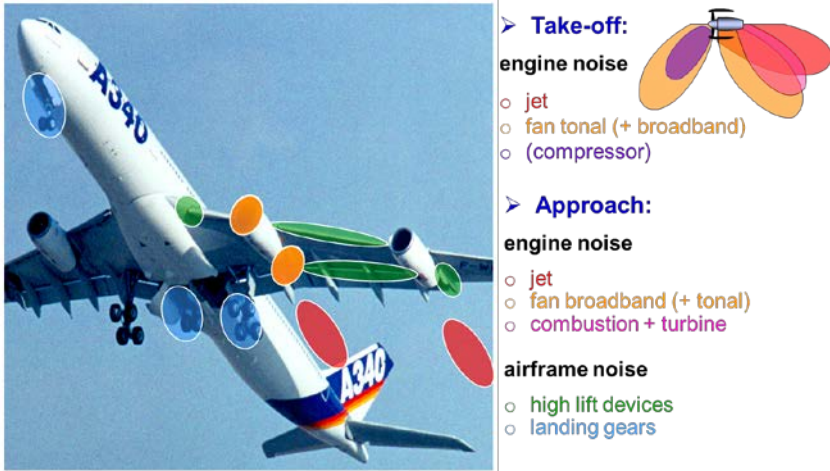 A340
A340
➢ Take-off:
engine noise
○ jet
○ fan tonal (+ broadband)
○ (compressor)
➢ Approach:
engine noise
○ jet
○ fan broadband (+ tonal)
○ combustion + turbine
airframe noise
○ high lift devices
○ landing gears